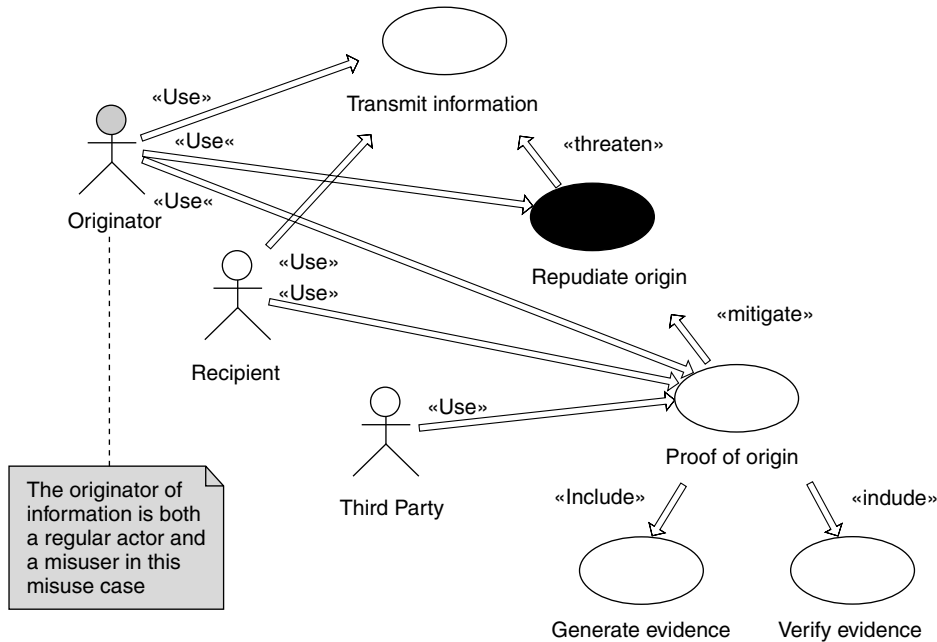 «Use»
Transmit information
«Use«
«threaten»
«Use«
Originator
«Use»
Repudiate origin
«Use»
«mitigate»
Recipient
«Use»
Proof of origin
The originator of
information is both
a regular actor and
a misuser in this
misuse case
Third Party
«Include»
«indude»
Generate evidence
Verify evidence